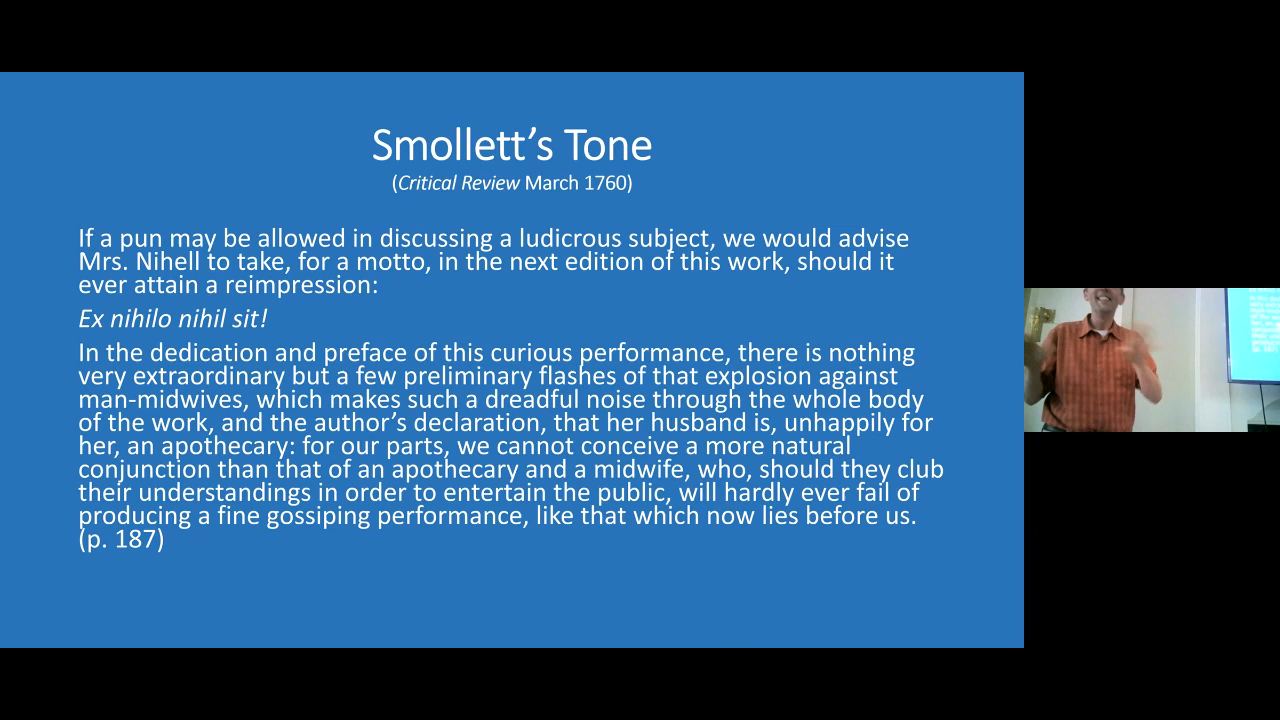 Smollett’s Tone
(Critical Review March 1760)
If a pun may be allowed in discussing a ludicrous subject, we would advise
Mrs. Nihell to take, for a motto, in the next edition of this work, should it
ever attain a reimpression:
Ex nihilo nihil sit!
In the dedication and preface of this curious performance, there is nothing
very extraordinary but a few preliminary flashes of that explosion against
man-midwives, which makes such a dreadful noise through the whole body
of the work, and the author’s declaration, that her husband is, unhappily for
her, an apothecary: for our parts, we cannot conceive a more natural
conjunction than that of an apothecary and a midwife, who, should they club
their understandings in order to entertain the public, will hardly ever fail of
producing a fine gossiping performance, like that which now lies before us.
(p. 187)